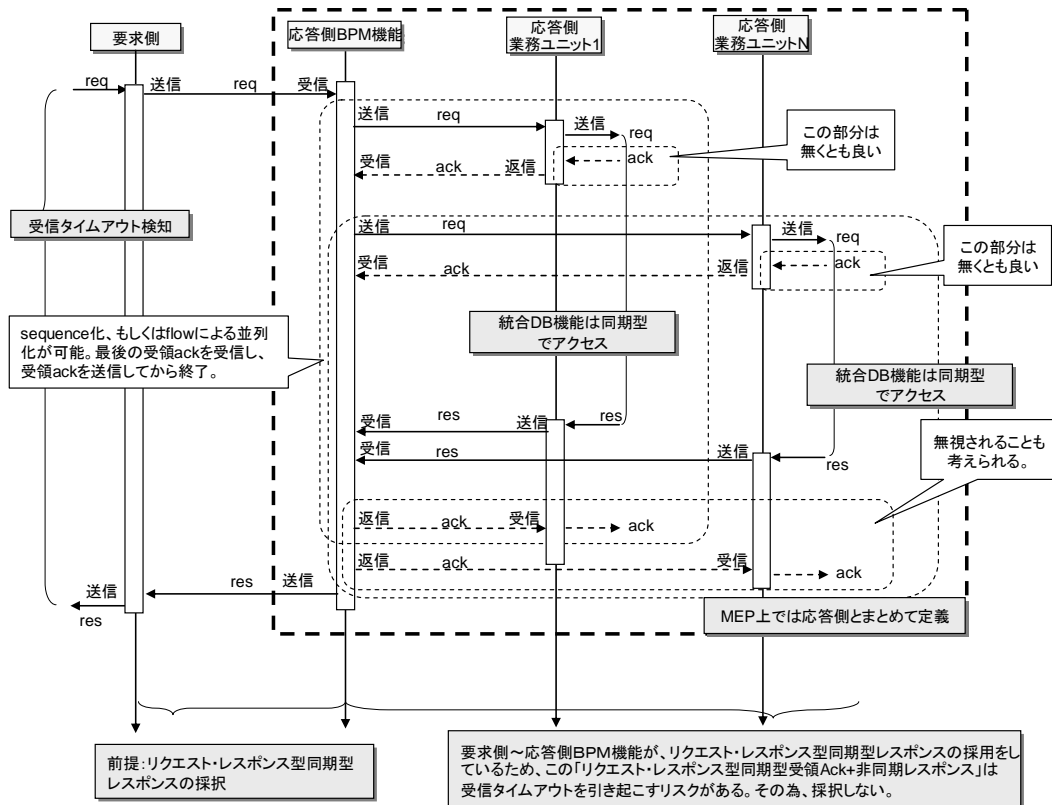 要求側
応答側BPM機能
応答側
業務ユニット1
応答側
業務ユニットN
req
送信
req
受信
送信
req
送信
req
この部分は
無くとも良い
受信
ack
返信
ack
受信タイムアウト検知
送信
req
送信
req
この部分は
無くとも良い
受信
ack
返信
ack
sequence化、もしくはflowによる並列
化が可能。最後の受領ackを受信し、
受領ackを送信してから終了。
統合DB機能は同期型
でアクセス
統合DB機能は同期型
でアクセス
受信
res
送信
res
受信
res
送信
res
無視されることも
考えられる。
返信
ack
受信
ack
返信
ack
受信
ack
送信
res
res
送信
MEP上では応答側とまとめて定義
前提：リクエスト・レスポンス型同期型
レスポンスの採択
要求側～応答側BPM機能が、リクエスト・レスポンス型同期型レスポンスの採用をし
ているため、この「リクエスト・レスポンス型同期型受領Ack+非同期レスポンス」は
受信タイムアウトを引き起こすリスクがある。その為、採択しない。